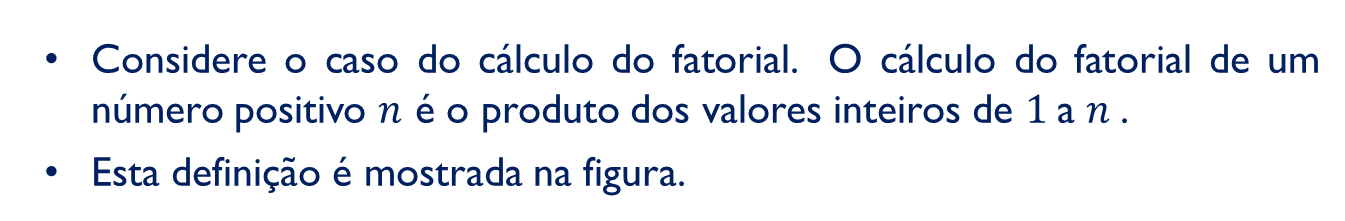 • Considere o caso do cálculo do fatorial. O cálculo do fatorial de um
número positivo n é o produto dos valores inteiros de 1 a n .
• Esta definição é mostrada na figura.